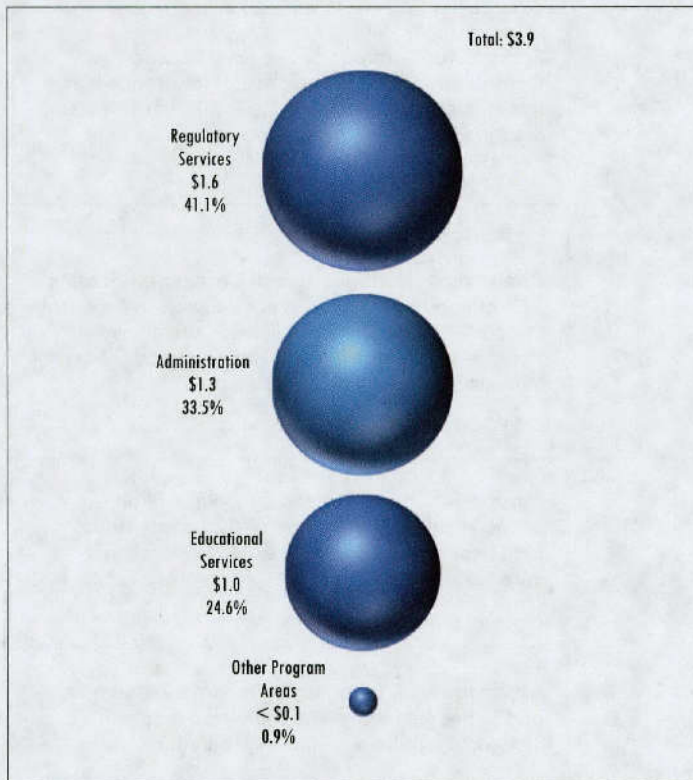 Total: $3.9
Regulatory
Services
$1.6
41.1%
Administration
$1.3
33.5%
Educational
Services
$1.0
24.6%
Other Program
Areas
< $0.1
0.9%